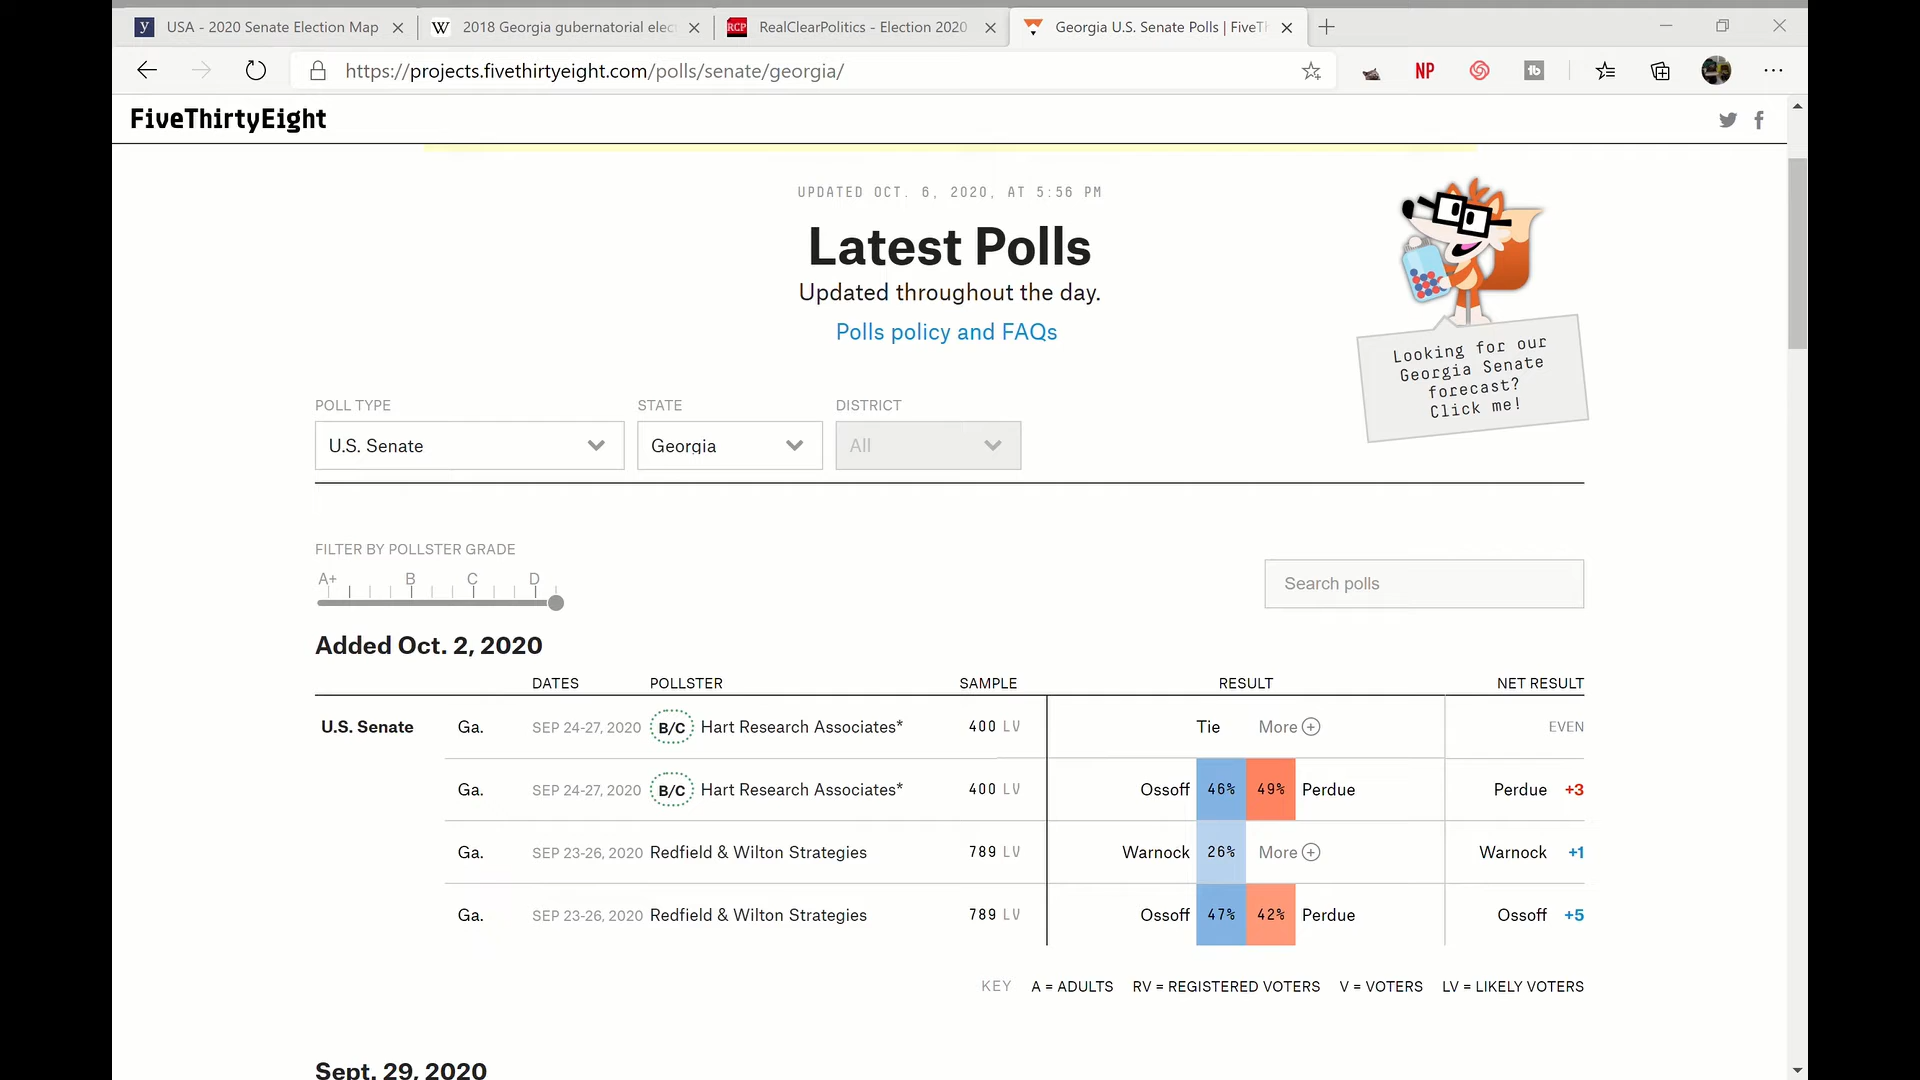 USA - 2020 Senate Election Map
W 2018 Georgia gubernatorial elec
RCP RealClearPolitics - Election 2020
Georgia U.S. Senate Polls | FiveTh
https://projects.fivethirtyeight.com/polls/senate/georgia/
NP
tb
FiveThirtyEight
UPDATED OCT. 6, 2020, AT 5:56 PM
Latest Polls
Updated throughout the day.
Polls policy and FAQs
Looking for our
Georgia Senate
forecast?
Click me!
POLL TYPE STATE DISTRICT
U.S. Senate Georgia All
FILTER BY POLLSTER GRADE
A+ B C D
Search polls
Added Oct. 2, 2020
DATES POLLSTER SAMPLE RESULT NET RESULT
U.S. Senate Ga. SEP 24-27, 2020 B/C Hart Research Associates* 400 LV Tie More EVEN
Ga. SEP 24-27, 2020 B/C Hart Research Associates* 400 LV Ossoff 46% 49% Perdue Perdue +3
Ga. SEP 23-26, 2020 Redfield & Wilton Strategies 789 LV Warnock 26% More Warnock +1
Ga. SEP 23-26, 2020 Redfield & Wilton Strategies 789 LV Ossoff 47% 42% Perdue Ossoff +5
KEY A = ADULTS RV = REGISTERED VOTERS V = VOTERS LV = LIKELY VOTERS
Sept. 29, 2020